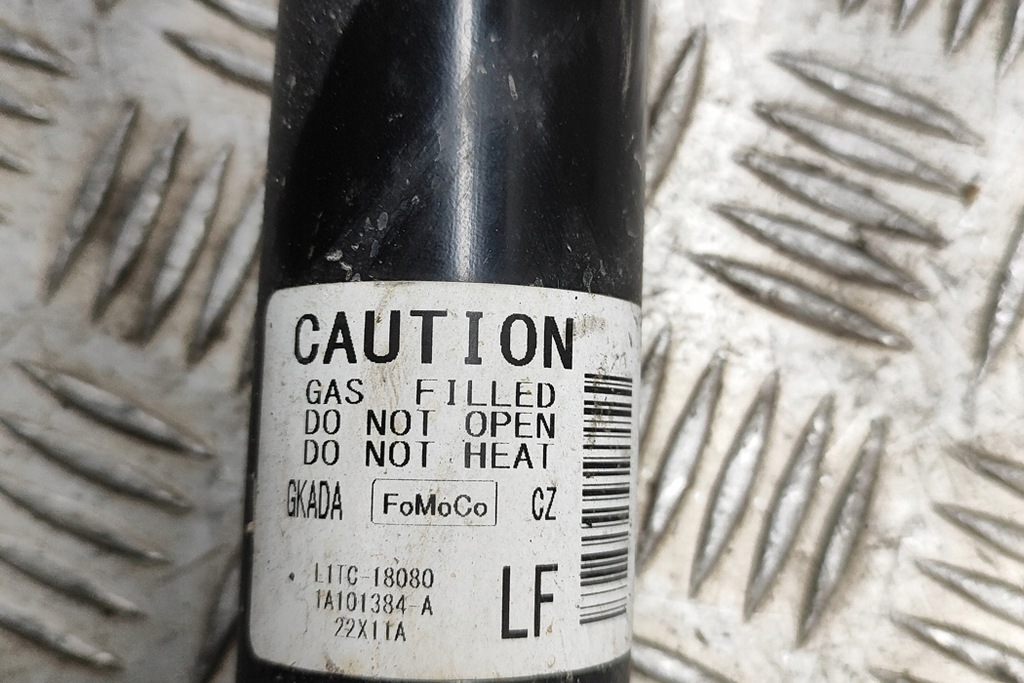 CAUTION
GAS FILLED
DO NOT OPEN
DO NOT HEAT
GKADA FoMoCo CZ
L1TC-18080
1A101384-A
22X11A
LF